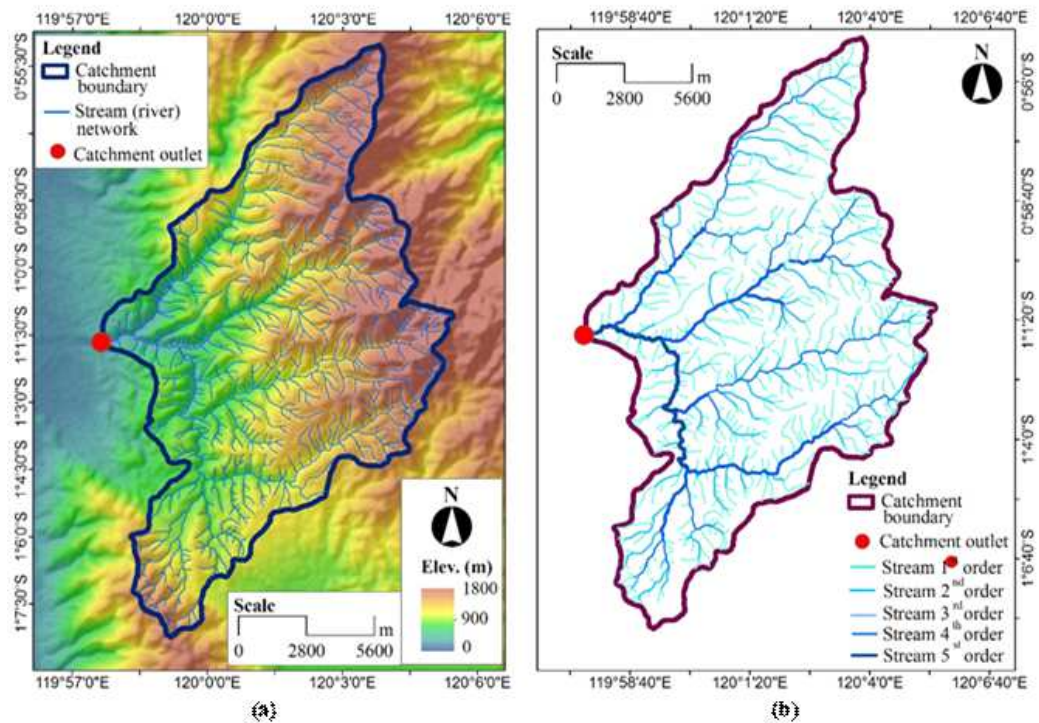 119°57'0"E 120°0'0"E 120°3'0"E 120°6'0"E
0°55'30"S
0°58'30"S
1°0'0"S
1°1'30"S
1°3'0"S
1°4'30"S
1°6'0"S
1°7'30"S
Legend
Catchment
boundary
Stream (river)
network
Catchment outlet
N
Elev. (m)
1800
900
0
Scale
m
0 2800 5600
119°57'0"E 120°0'0"E 120°3'0"E 120°6'0"E
(a)
119°58'40"E 120°1'20"E 120°4'0"E 120°6'40"E
Scale
m
0 2800 5600
N
0°56'0"S
0°58'40"S
1°1'20"S
1°4'0"S
1°6'40"S
Legend
Catchment
boundary
Catchment outlet
Stream 1 order
Stream 2nd order
Stream 3rd order
Stream 4th order
Stream 5st order
119°58'40"E 120°1'20"E 120°4'0"E 120°6'40"E
(b)